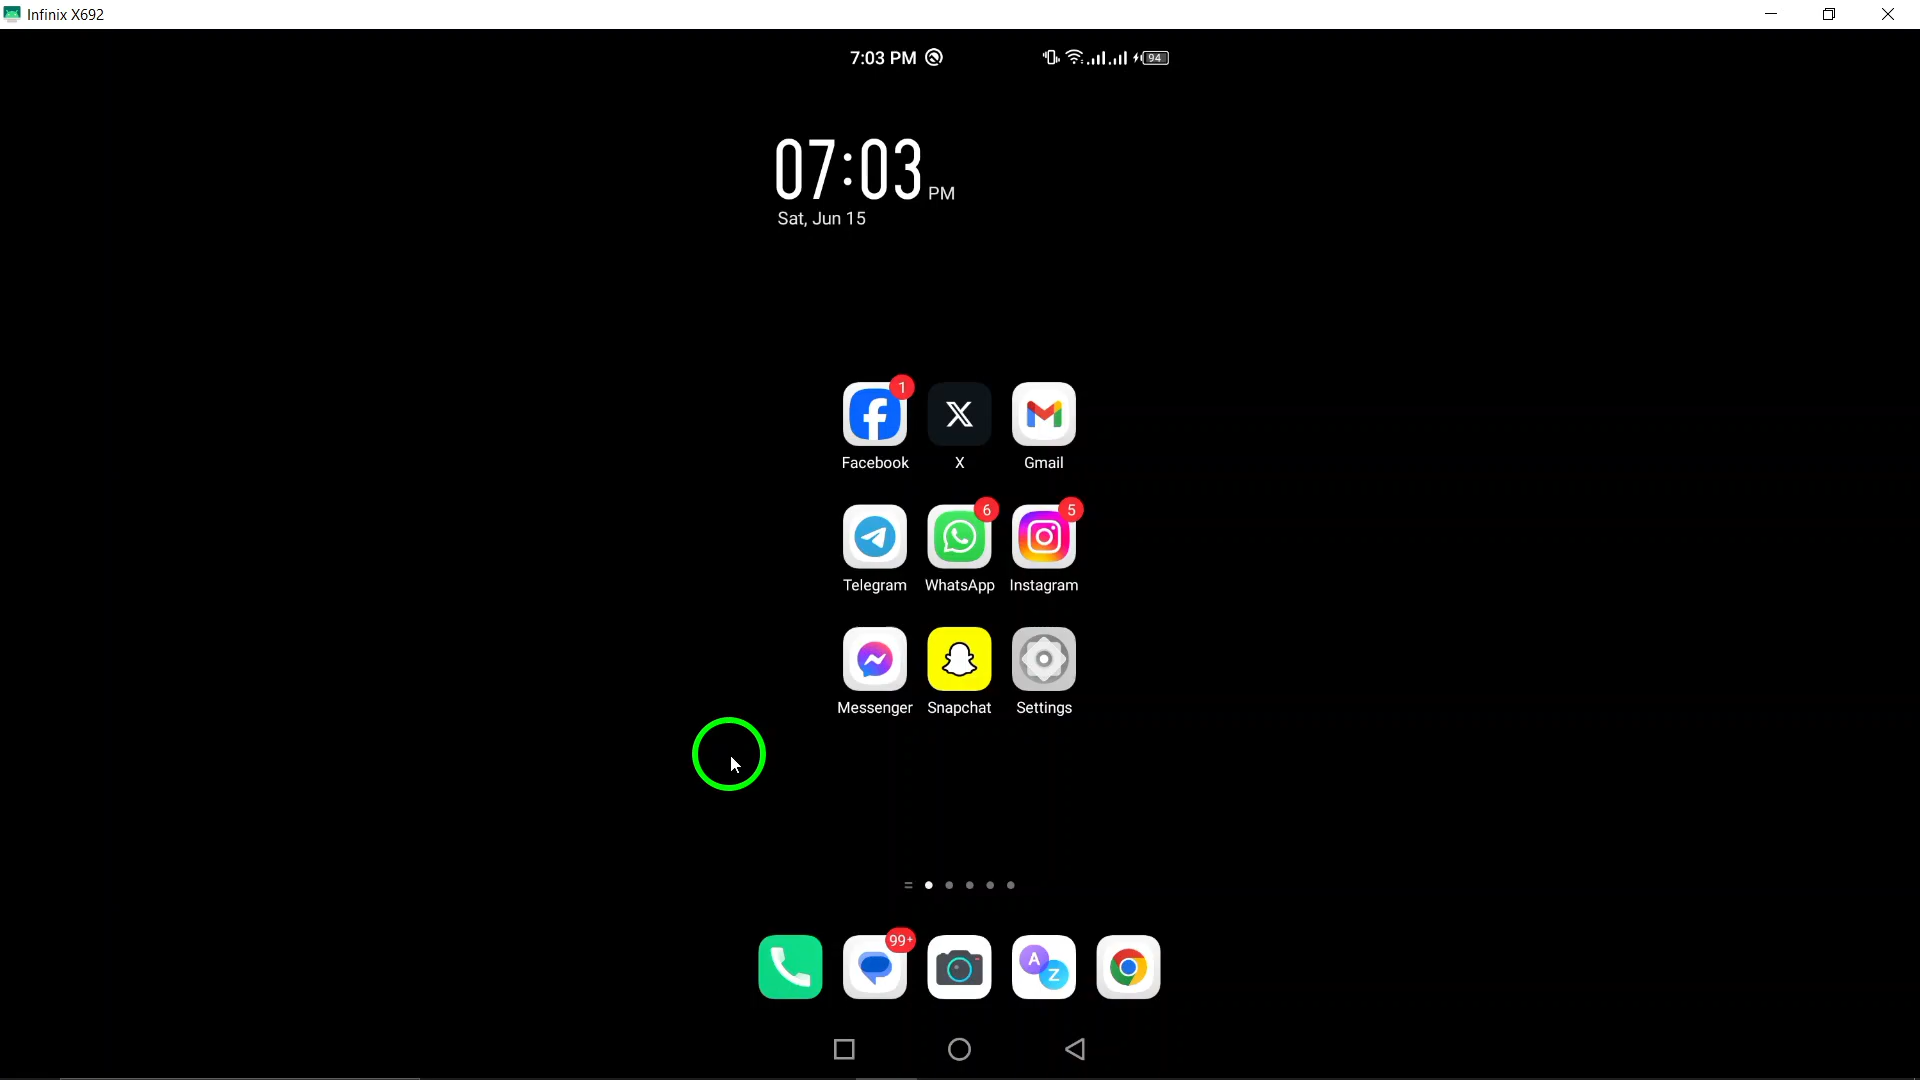 Infinix X692
7:03 PM
94
07:03 PM
Sat, Jun 15
1
Facebook
X
Gmail
6
5
Telegram
WhatsApp
Instagram
Messenger
Snapchat
Settings
99+
A
Z